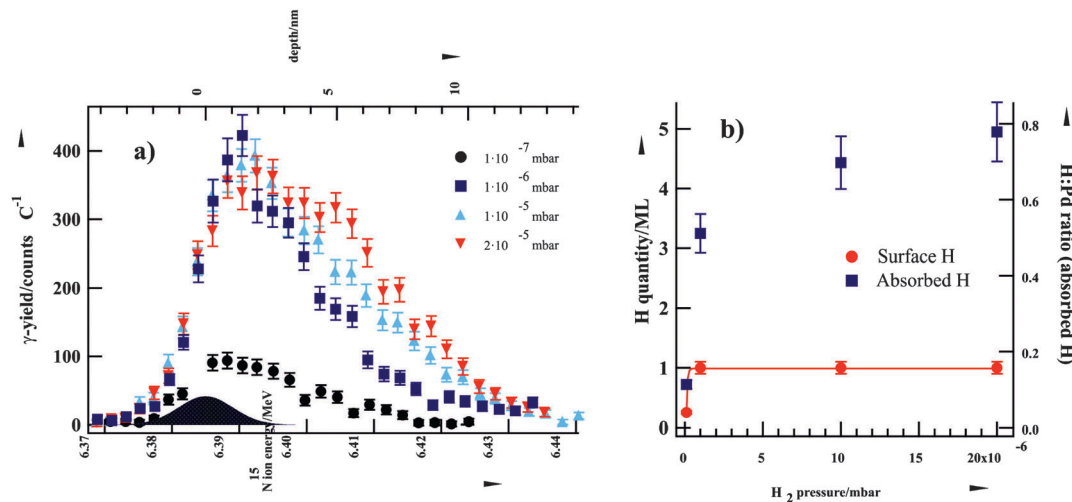 depth/nm
0
5
10
a)
400
300
200
100
0
γ-yield/counts C⁻¹
1·10 ⁻⁷ mbar
1·10 ⁻⁶ mbar
1·10 ⁻⁵ mbar
2·10 ⁻⁵ mbar
6.37
6.38
6.39
6.40
6.41
6.42
6.43
6.44
15
N ion energy/MeV
b)
5
4
3
2
1
0
H quantity/ML
Surface H
Absorbed H
0.8
0.6
0.4
0.2
0.0
H:Pd ratio (absorbed H)
0
5
10
15
20x10 ⁻⁶
H₂ pressure/mbar